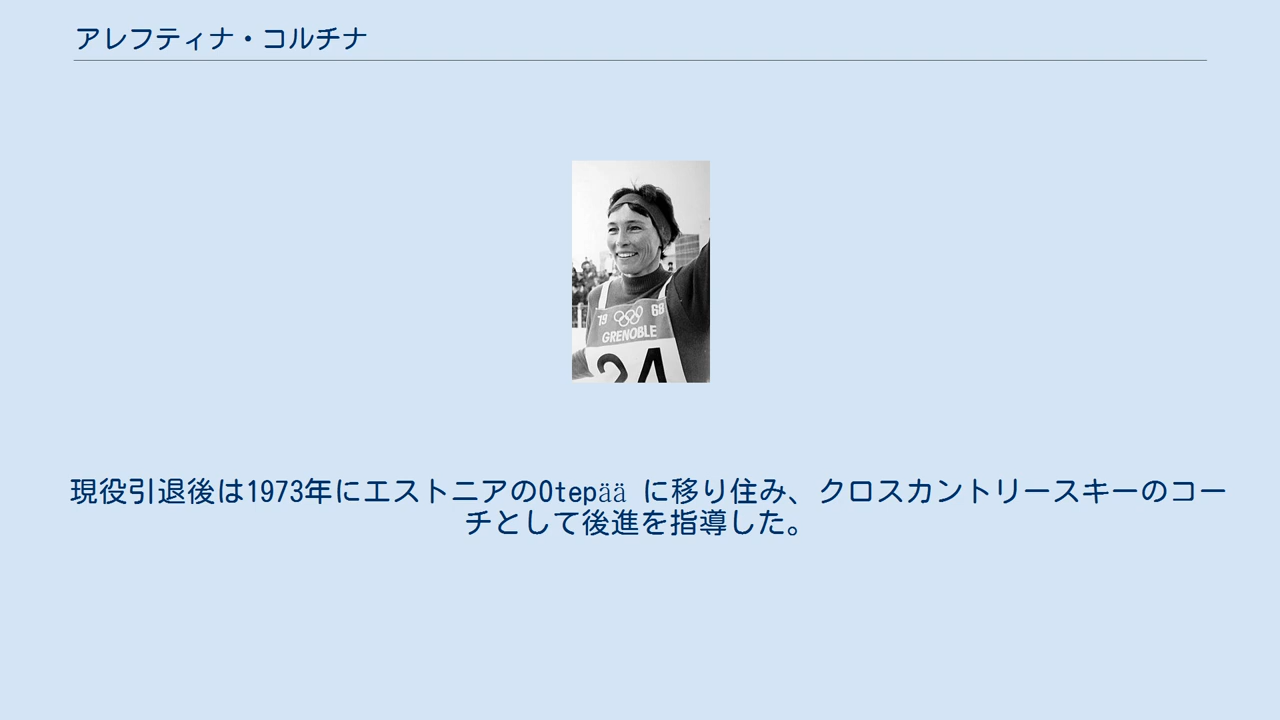 アレフティナ・コルチナ
19 68
GRENOBLE
24
現役引退後は1973年にエストニアのOtepää に移り住み、クロスカントリースキーのコー
チとして後進を指導した。